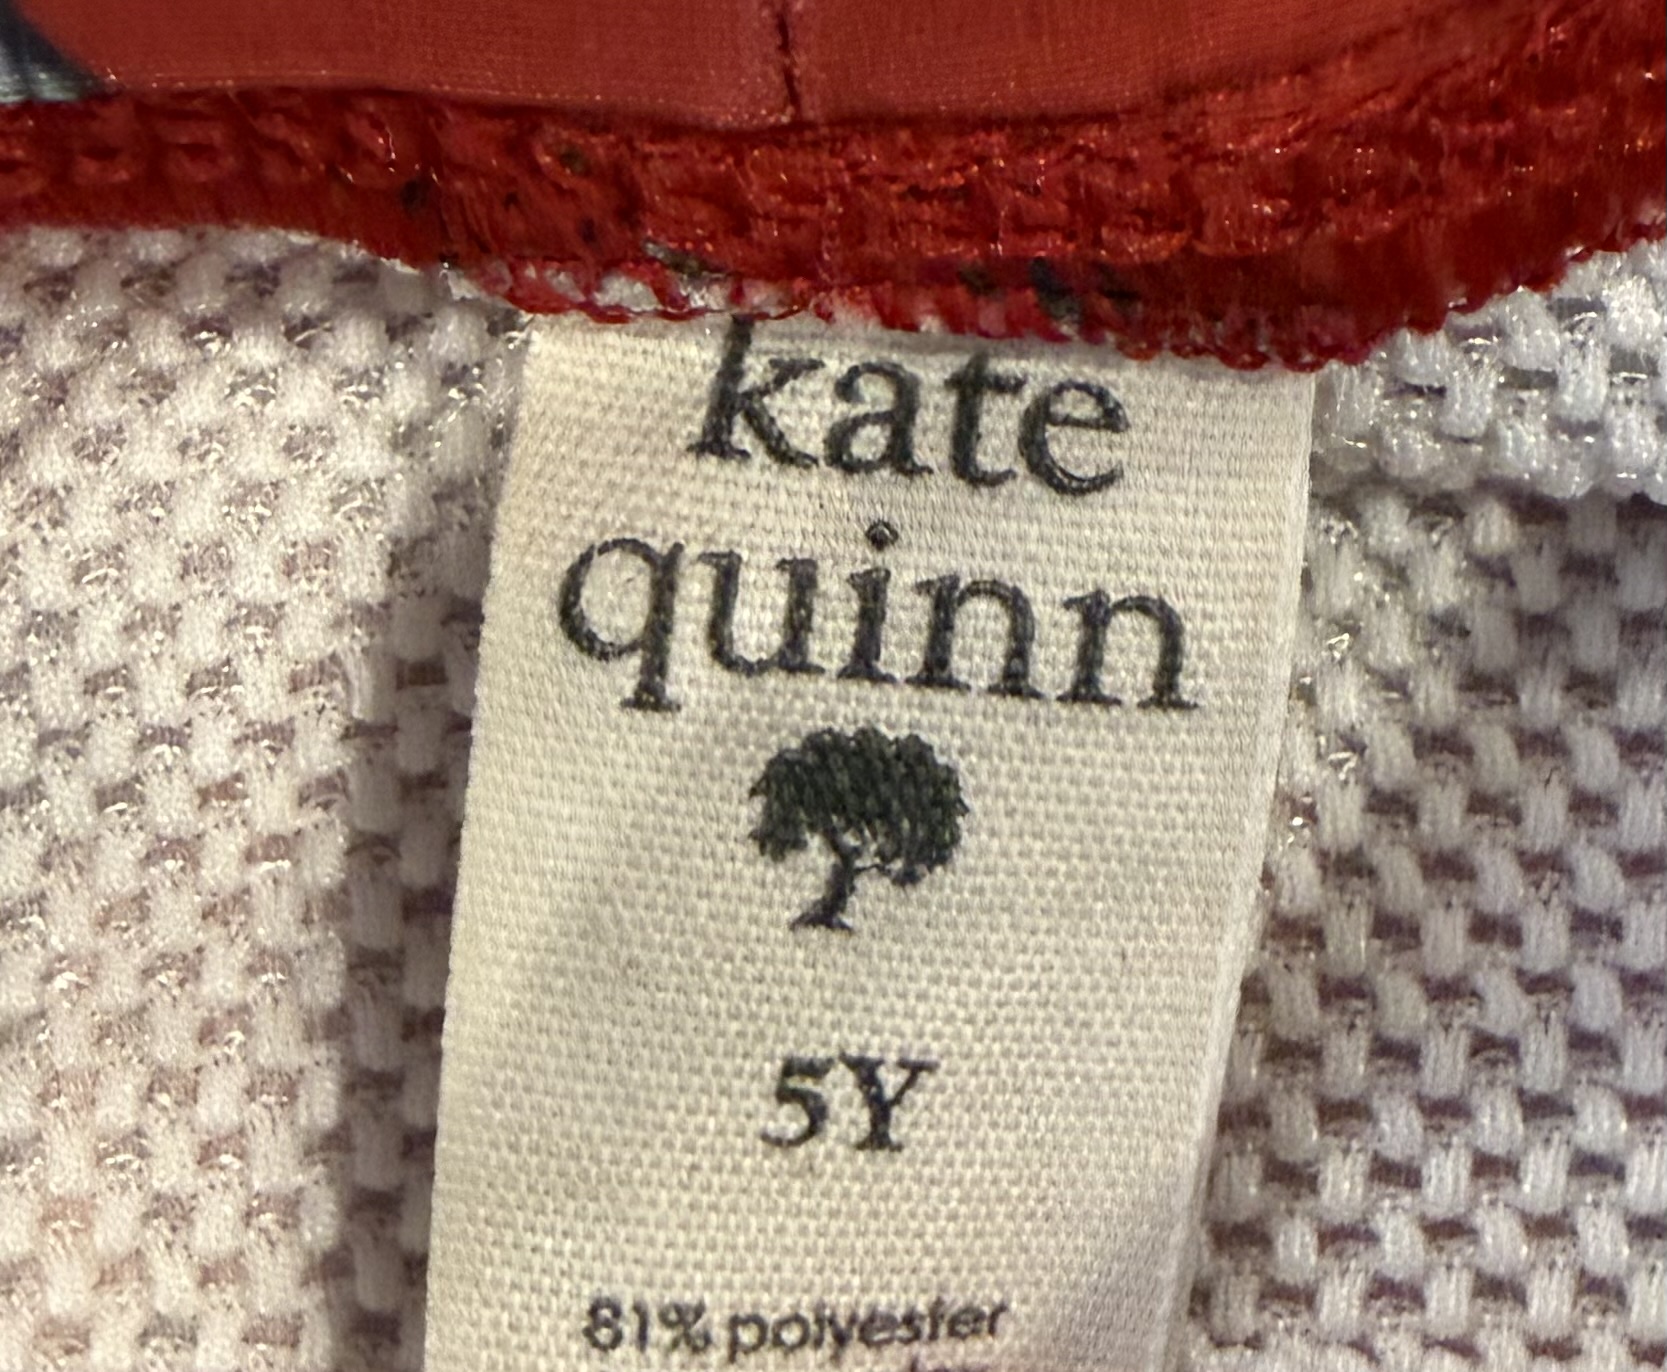 kate
quinn
5Y
81% polyester